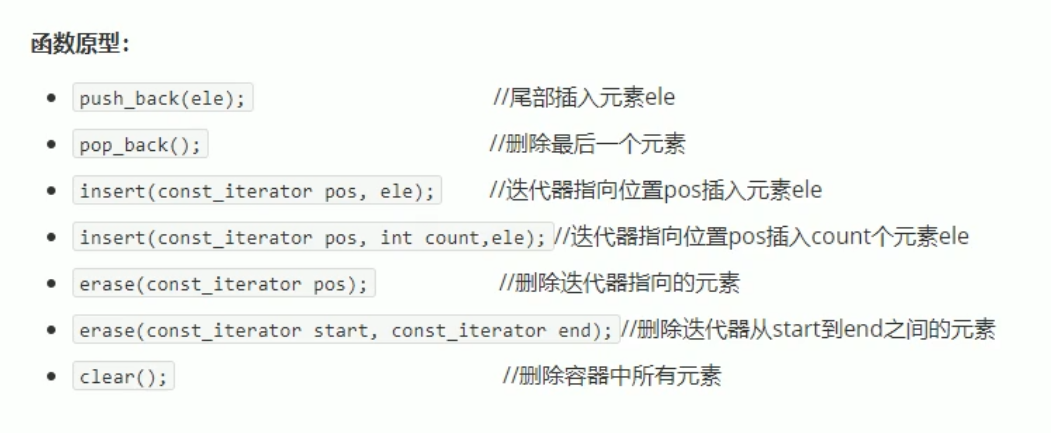 函数原型：
• push_back(ele); //尾部插入元素ele
• pop_back(); //删除最后一个元素
• insert(const_iterator pos, ele); //迭代器指向位置pos插入元素ele
• insert(const_iterator pos, int count,ele);//迭代器指向位置pos插入count个元素ele
• erase(const_iterator pos); //删除迭代器指向的元素
• erase(const_iterator start, const_iterator end);//删除迭代器从start到end之间的元素
• clear(); //删除容器中所有元素